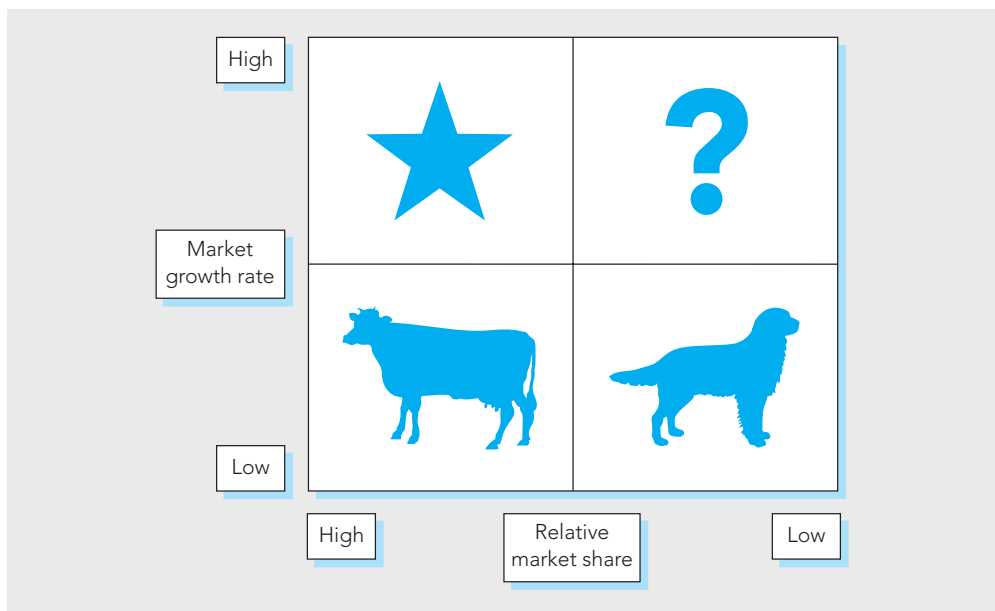 High
?
Market
growth rate
Low
High
Relative
market share
Low